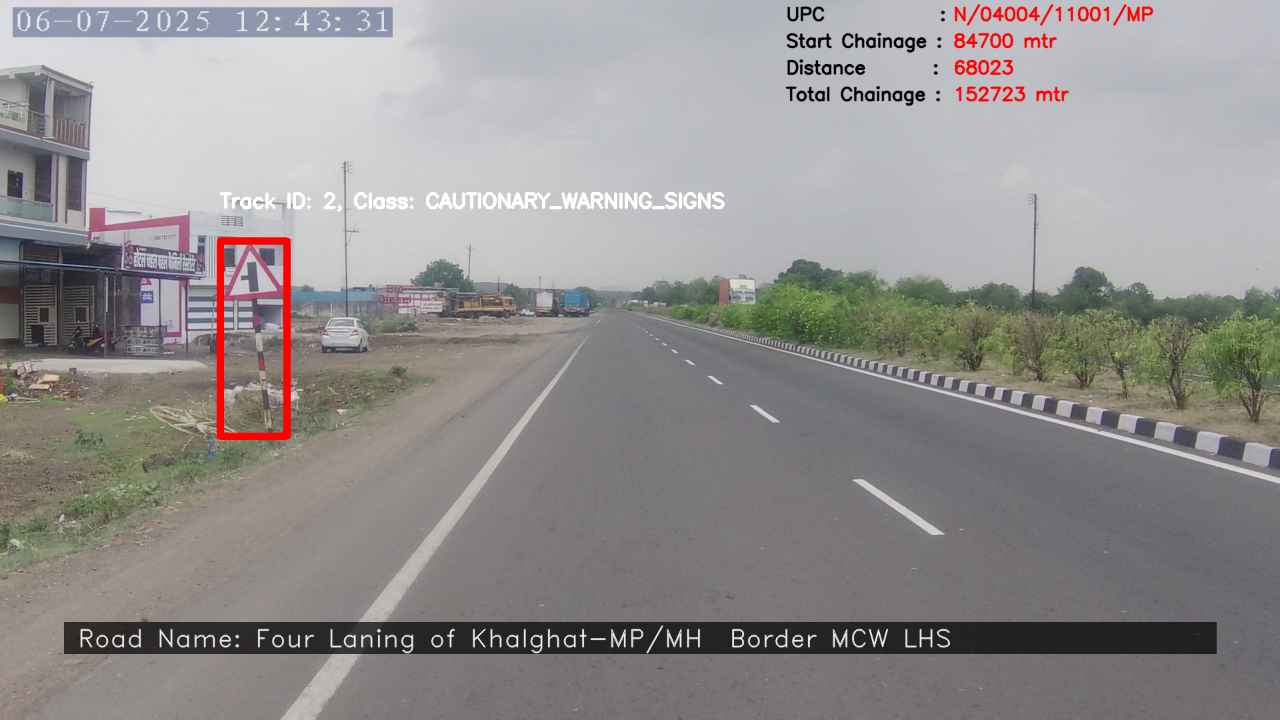 06-07-2025 12:43:31
UPC : N/04004/11001/MP
Start Chainage : 84700 mtr
Distance : 68023
Total Chainage : 152723 mtr
Track ID: 2, Class: CAUTIONARY_WARNING_SIGNS
Road Name: Four Laning of Khalghat-MP/MH Border MCW LHS